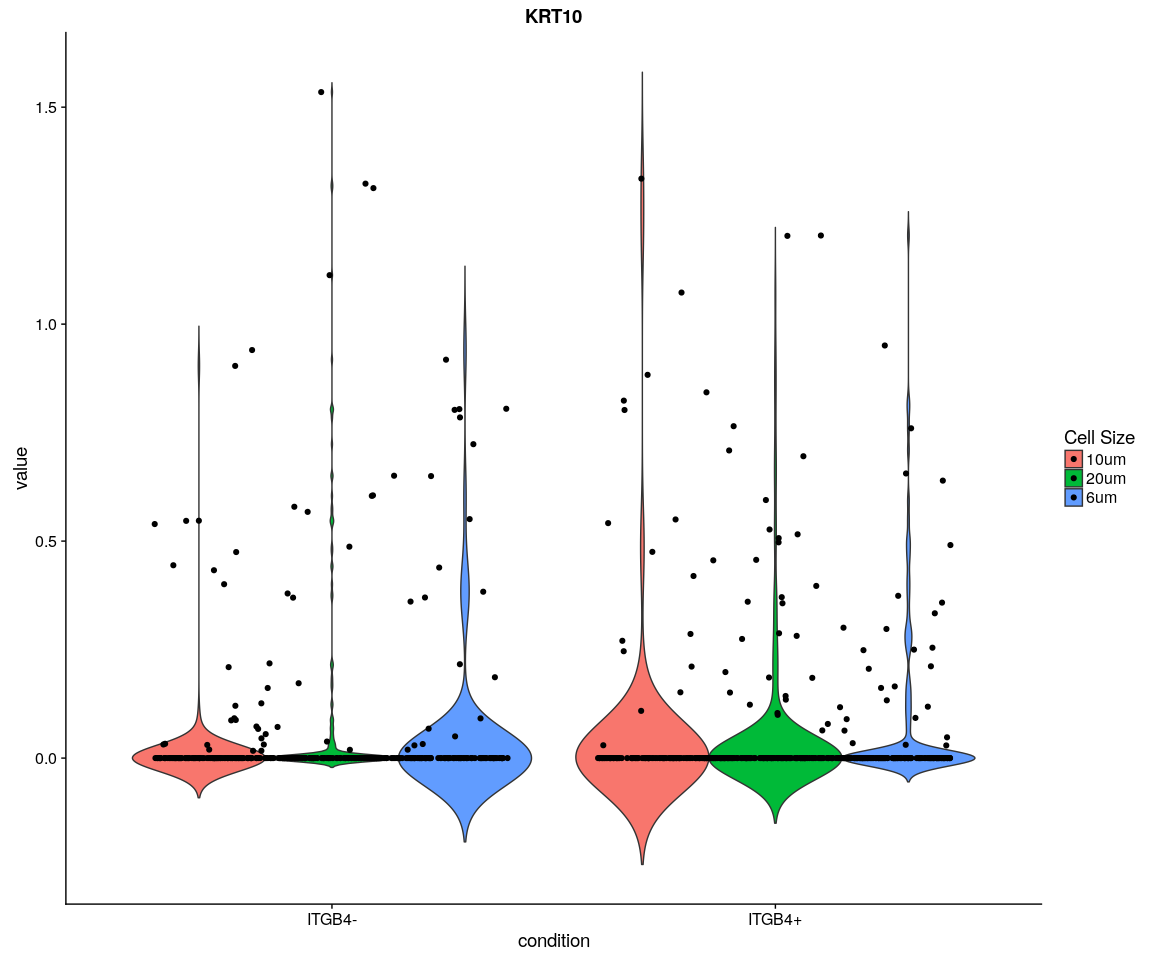 KRT10
1.5
1.0
0.5
0.0
value
ITGB4-
ITGB4+
condition
Cell Size
10um
20um
6um